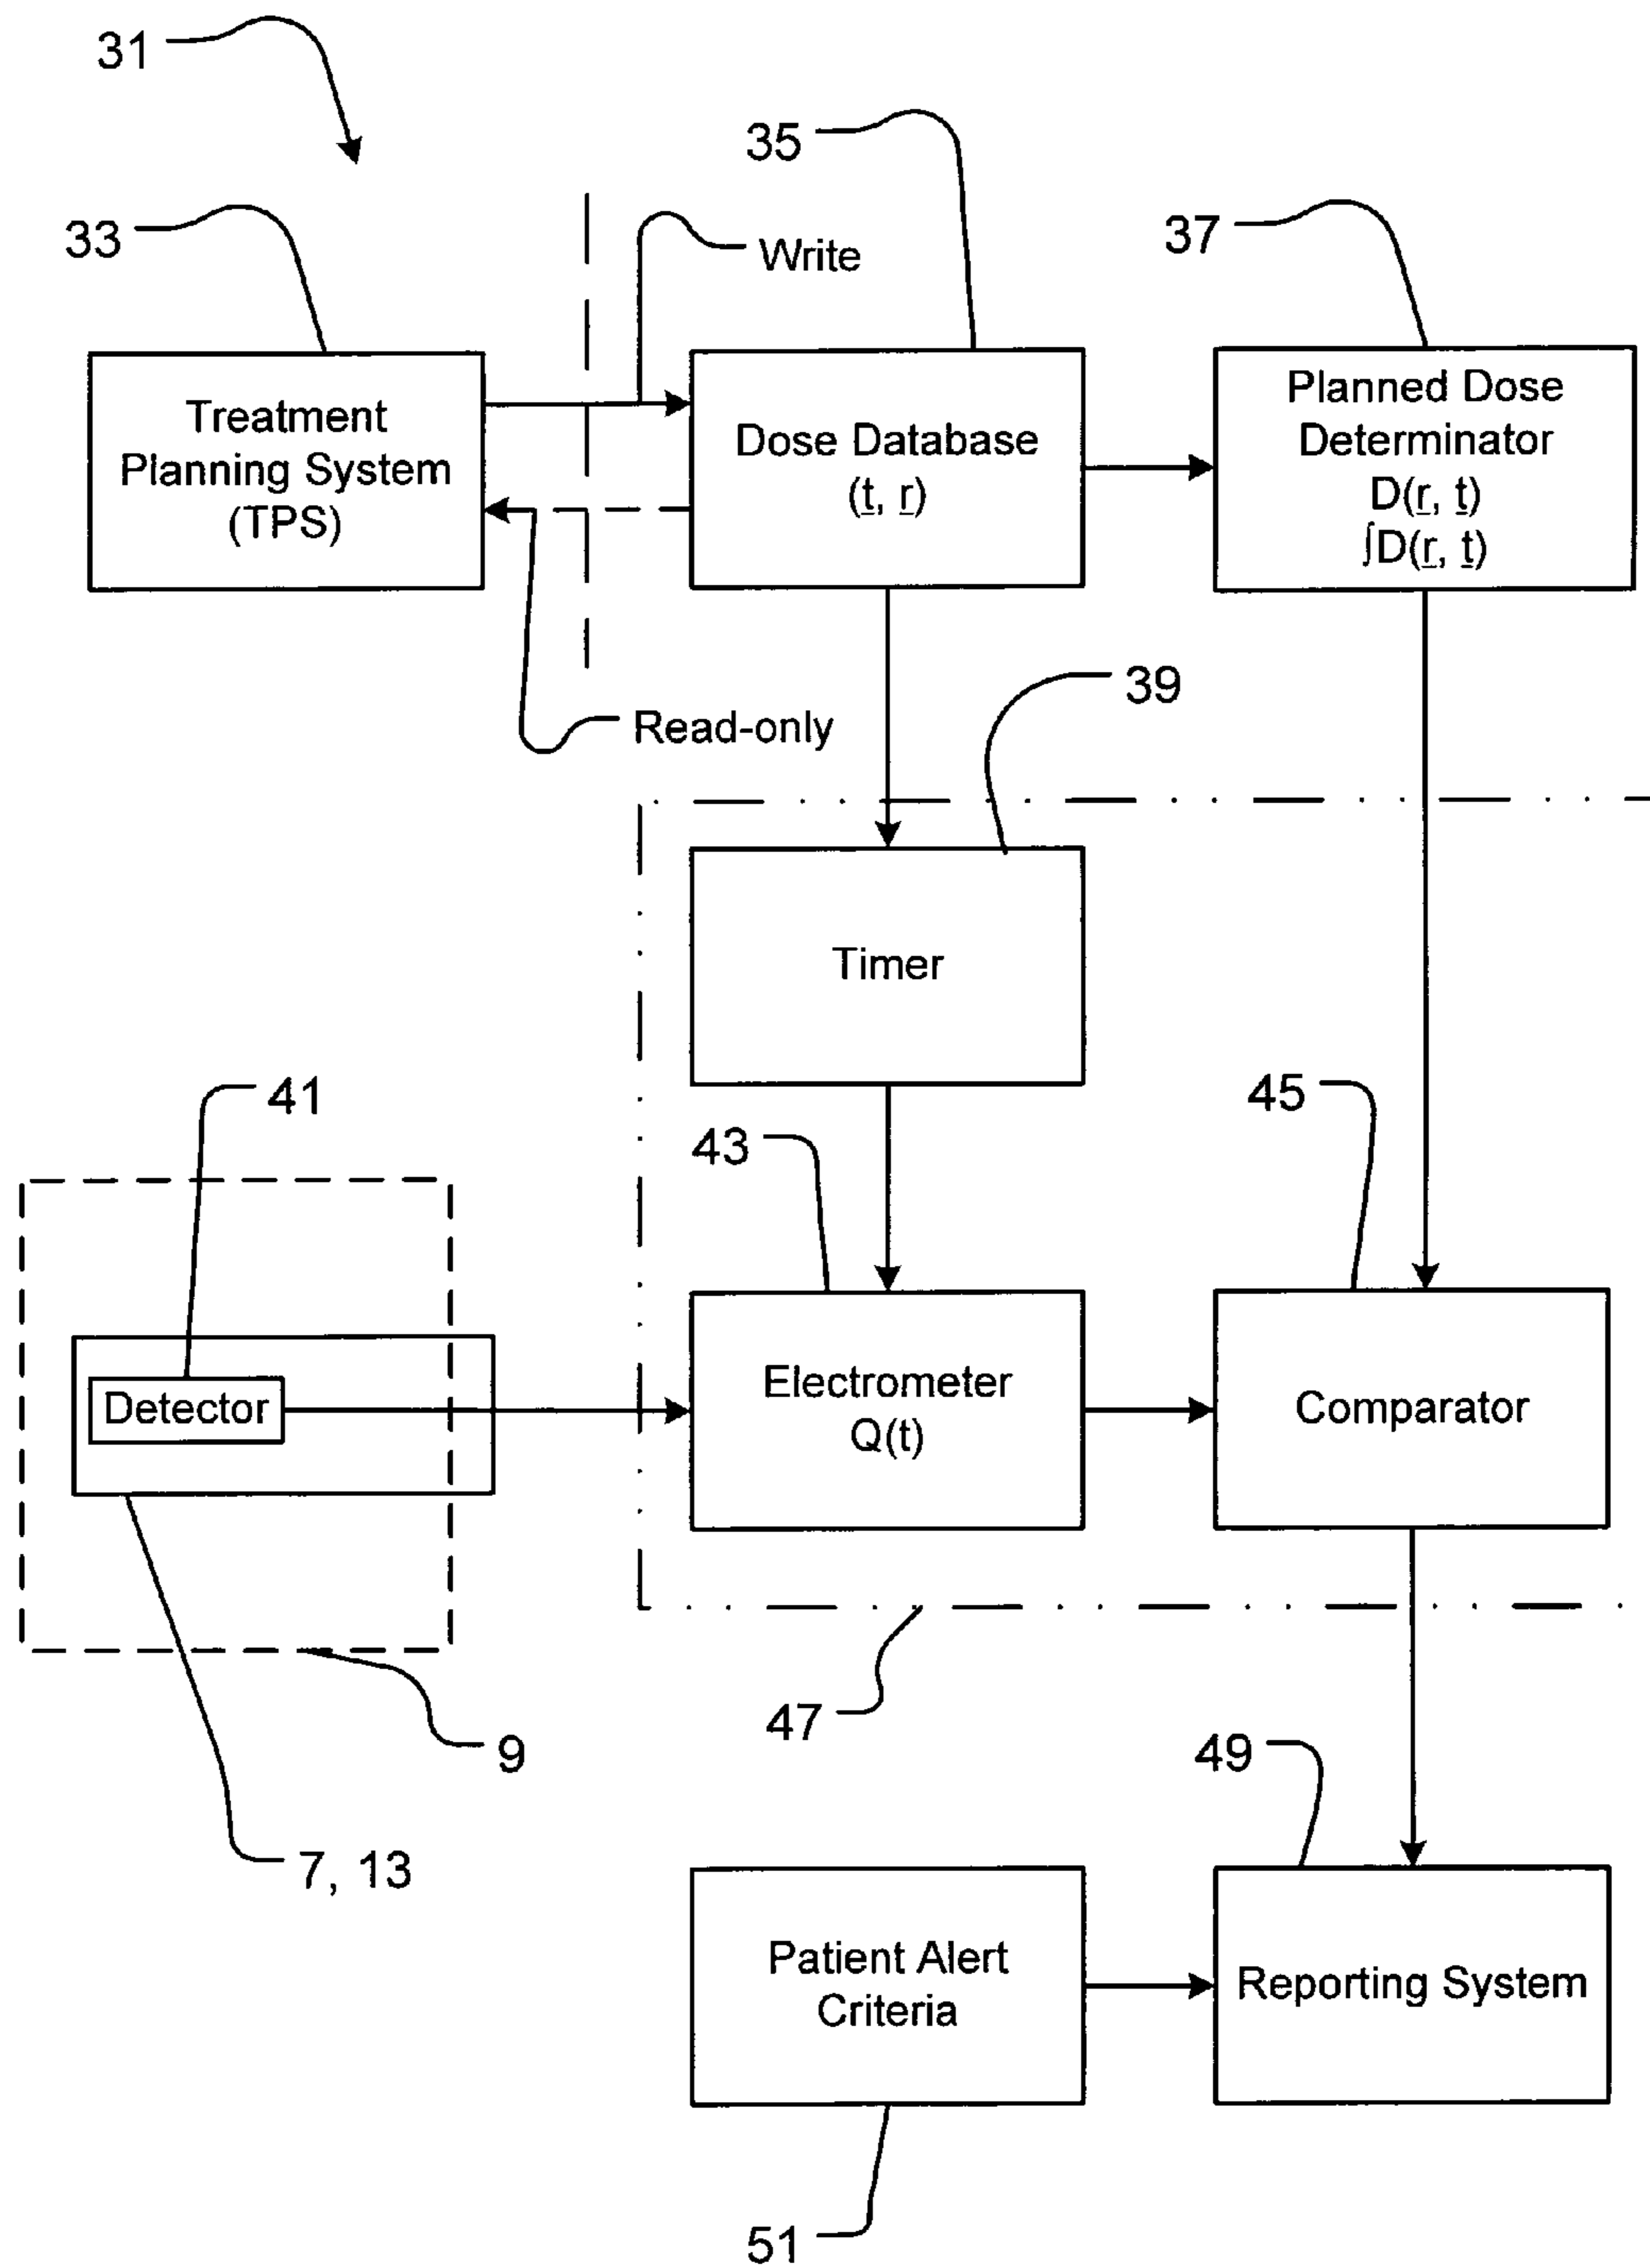 31
35
33
37
Write
Treatment
Planning System
(TPS)
Dose Database
(t, r)
Planned Dose
Determinator
D(r, t)
∫D(r, t)
39
Read-only
Timer
41
43
45
Detector
Electrometer
Q(t)
Comparator
9
47
49
7, 13
Patient Alert
Criteria
Reporting System
51